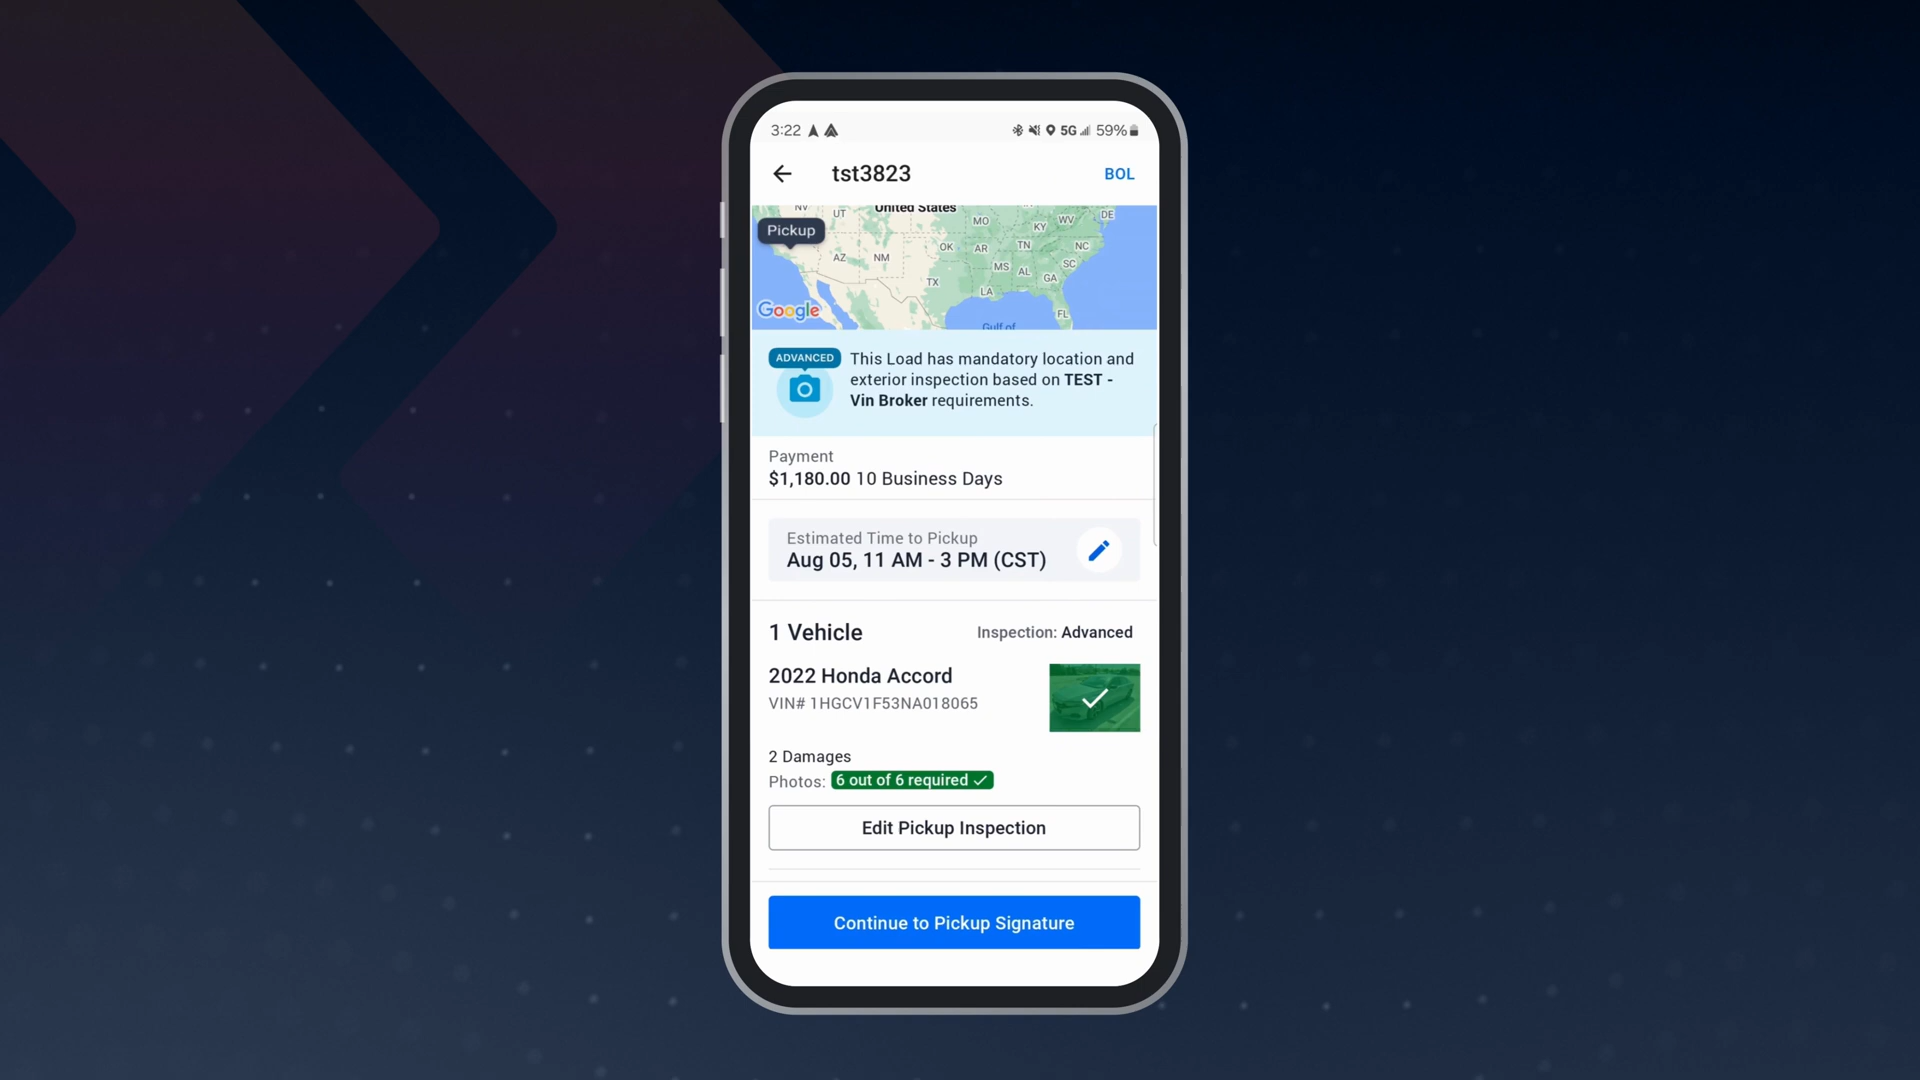 3:22 5G 59%
tst3823 BOL
United States
NV UT MO KY WV DE
Pickup
OK AR TN NC
AZ NM
MS AL SC
TX GA
LA
Google FL
Gulf of
ADVANCED
This Load has mandatory location and
exterior inspection based on TEST -
Vin Broker requirements.
Payment
$1,180.00 10 Business Days
Estimated Time to Pickup
Aug 05, 11 AM - 3 PM (CST)
1 Vehicle Inspection: Advanced
2022 Honda Accord
VIN# 1HGCV1F53NA018065
2 Damages
Photos: 6 out of 6 required
Edit Pickup Inspection
Continue to Pickup Signature